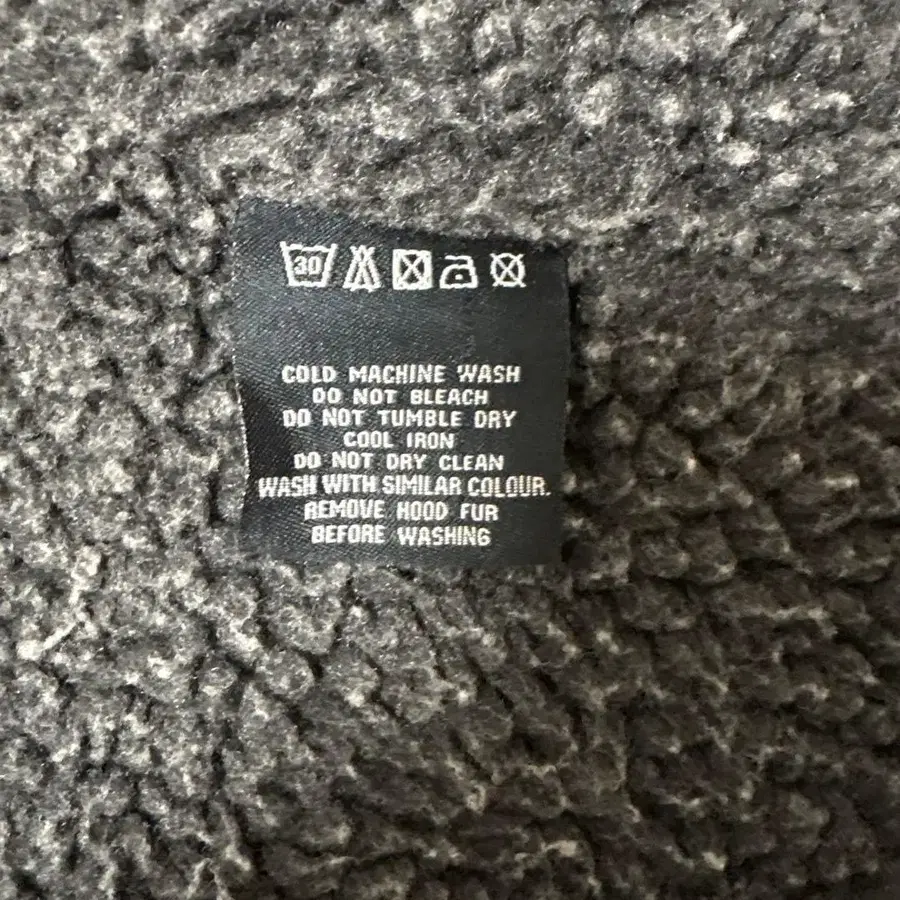 30
COLD MACHINE WASH
DO NOT BLEACH
DO NOT TUMBLE DRY
COOL IRON
DO NOT DRY CLEAN
WASH WITH SIMILAR COLOUR.
REMOVE HOOD FUR
BEFORE WASHING